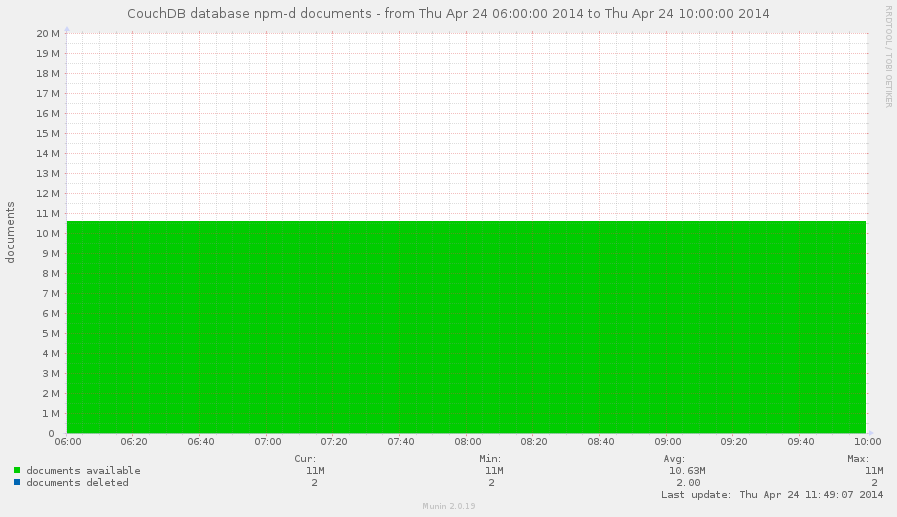 CouchDB database npm-d documents - from Thu Apr 24 06:00:00 2014 to Thu Apr 24 10:00:00 2014
RRDTOOL / TOBI OETIKER
documents
20 M
19 M
18 M
17 M
16 M
15 M
14 M
13 M
12 M
11 M
10 M
9 M
8 M
7 M
6 M
5 M
4 M
3 M
2 M
1 M
0
06:00 06:20 06:40 07:00 07:20 07:40 08:00 08:20 08:40 09:00 09:20 09:40 10:00
Cur: Min: Avg: Max:
documents available 11M 11M 10.63M 11M
documents deleted 2 2 2.00 2
Last update: Thu Apr 24 11:49:07 2014
Munin 2.0.19